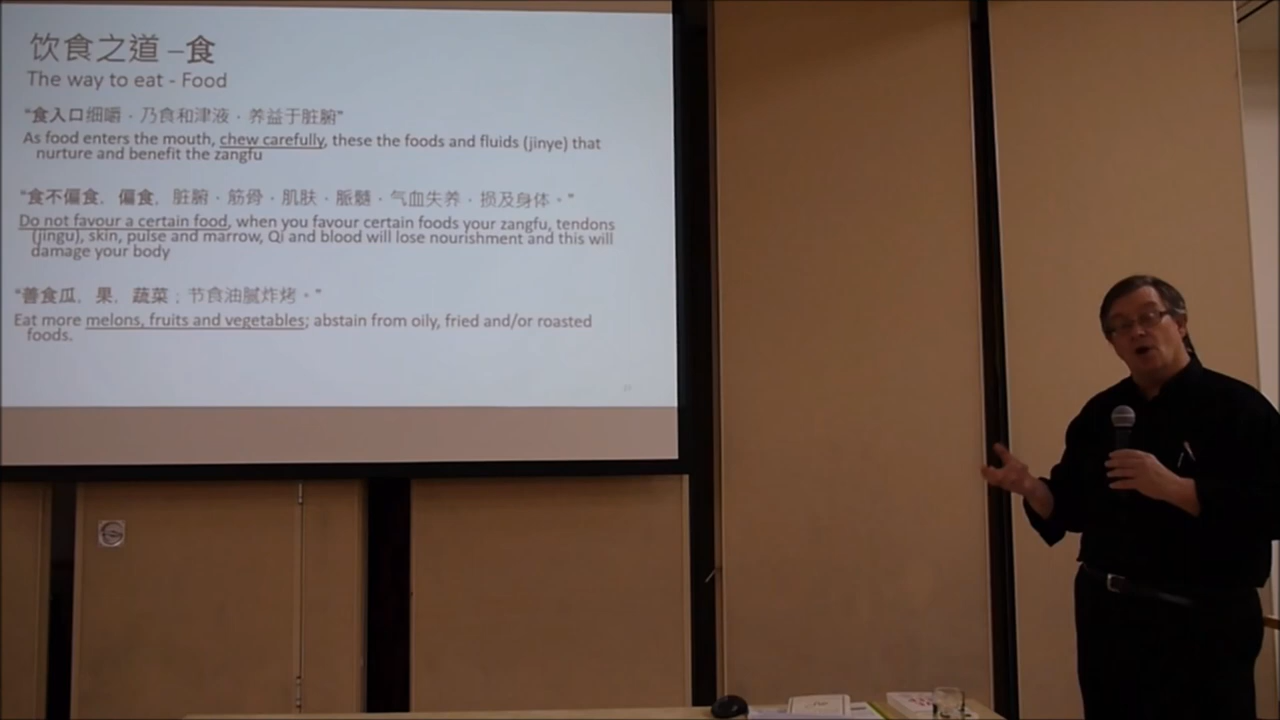 饮食之道 –食
The way to eat - Food
“食入口细嚼﹒乃食和津液﹒养益于脏腑”
As food enters the mouth, chew carefully, these the foods and fluids (jinye) that
nurture and benefit the zangfu
“食不偏食﹐偏食﹐脏腑﹒筋骨﹒肌肤﹒脈髓﹒气血失养﹒损及身体。”
Do not favour a certain food, when you favour certain foods your zangfu, tendons
(jingu), skin, pulse and marrow, Qi and blood will lose nourishment and this will
damage your body
“善食瓜﹐果﹐蔬菜；节食油腻炸烤。”
Eat more melons, fruits and vegetables; abstain from oily, fried and/or roasted
foods.